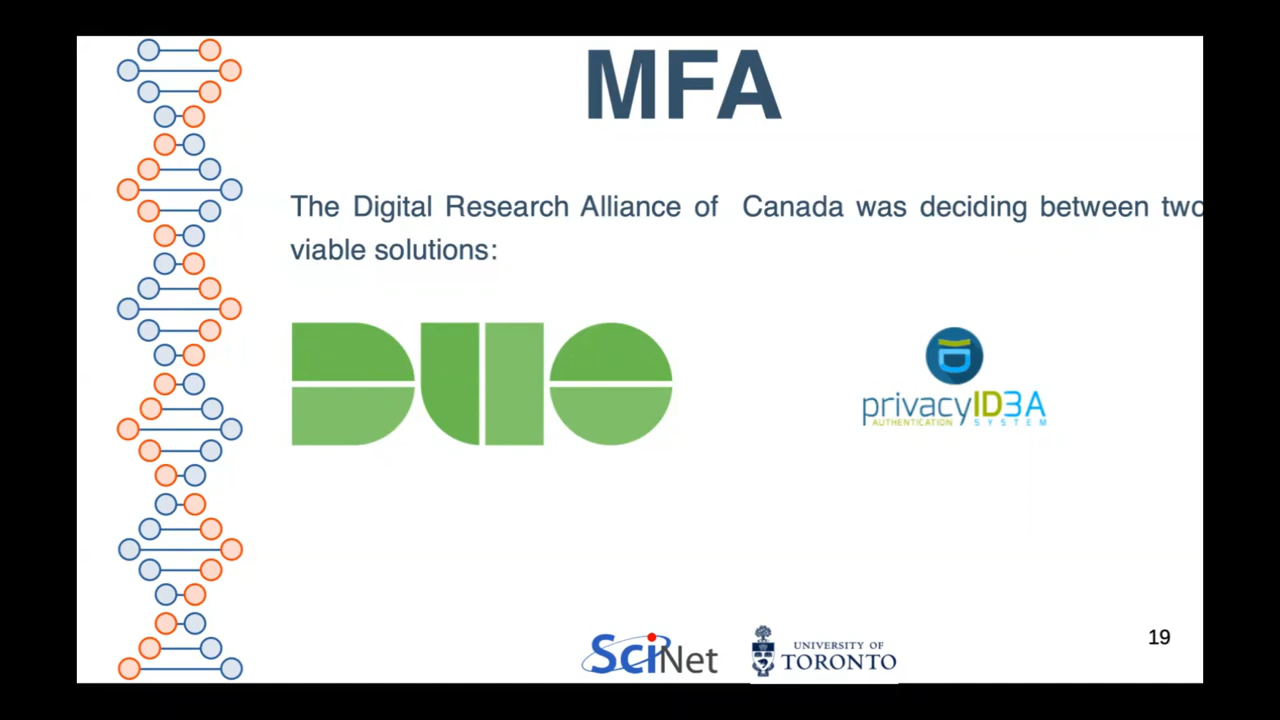 MFA
The Digital Research Alliance of Canada was deciding between two
viable solutions:
DUO
privacyID3A
AUTHENTICATION SYSTEM
19
SciNet
UNIVERSITY OF
TORONTO